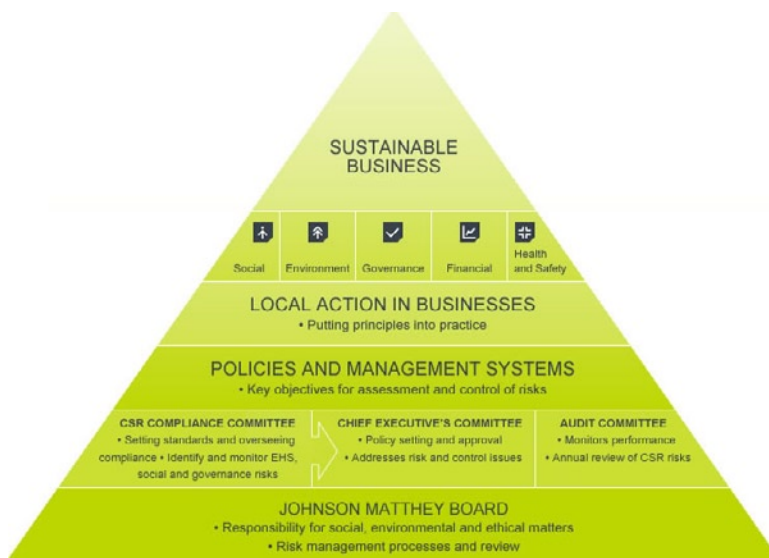 SUSTAINABLE
BUSINESS
Social
Environment
Governance
Financial
Health
and Safety
LOCAL ACTION IN BUSINESSES
• Putting principles into practice
POLICIES AND MANAGEMENT SYSTEMS
• Key objectives for assessment and control of risks
CSR COMPLIANCE COMMITTEE
• Setting standards and overseeing
compliance • Identify and monitor EHS,
social and governance risks
CHIEF EXECUTIVE'S COMMITTEE
• Policy setting and approval
• Addresses risk and control issues
AUDIT COMMITTEE
• Monitors performance
• Annual review of CSR risks
JOHNSON MATTHEY BOARD
• Responsibility for social, environmental and ethical matters
• Risk management processes and review